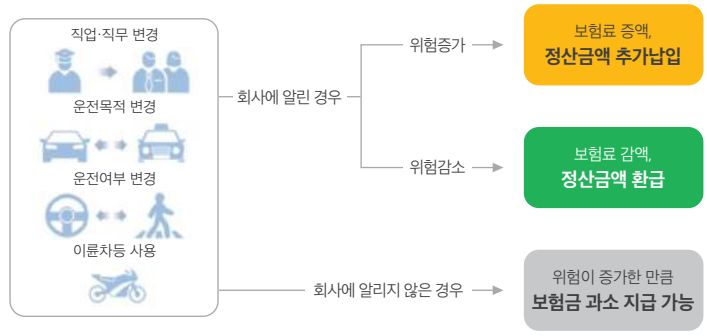 직업·직무 변경
운전목적 변경
운전여부 변경
이륜차등 사용
회사에 알린 경우
위험증가
보험료 증액,
정산금액 추가납입
위험감소
보험료 감액,
정산금액 환급
회사에 알리지 않은 경우
위험이 증가한 만큼
보험금 과소 지급 가능